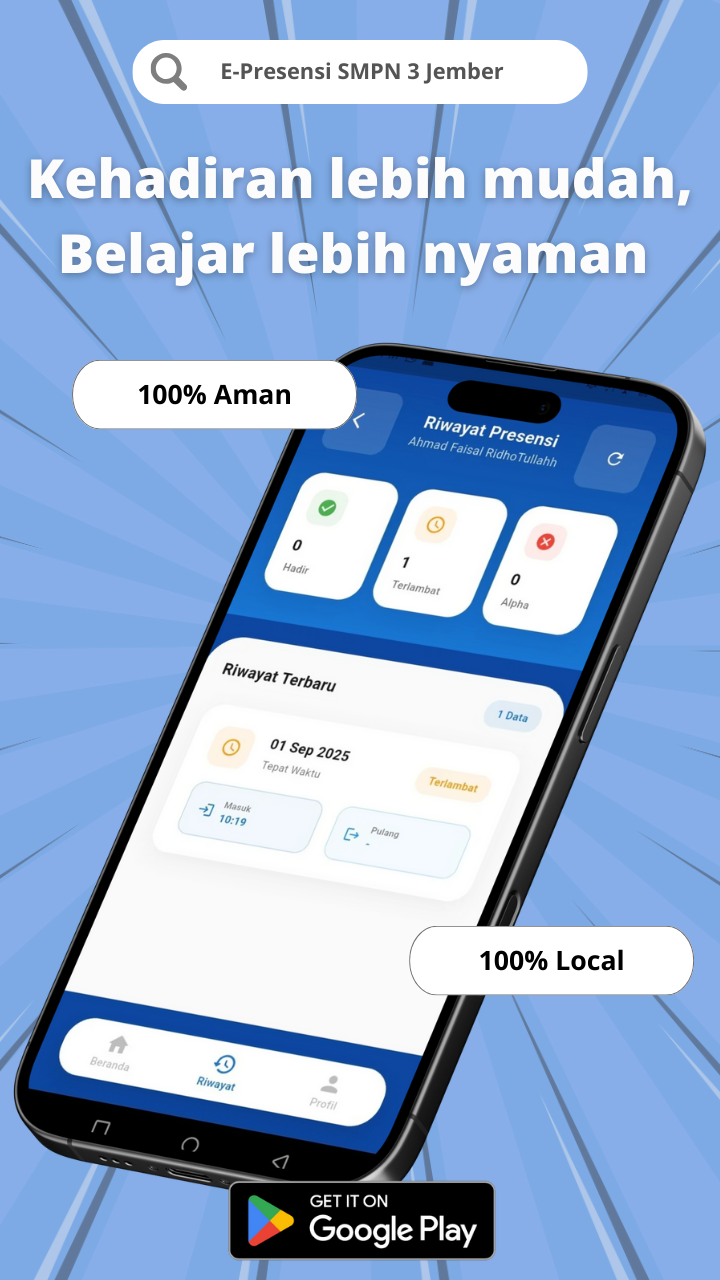 E-Presensi SMPN 3 Jember
Kehadiran lebih mudah,
Belajar lebih nyaman
100% Aman
Riwayat Presensi
Ahmad Faisal RidhoTullahh
0
Hadir
1
Terlambat
0
Alpha
Riwayat Terbaru
1 Data
01 Sep 2025
Tepat Waktu
Terlambat
Masuk
10:19
Pulang
-
100% Local
Beranda
Riwayat
Profil
GET IT ON
Google Play